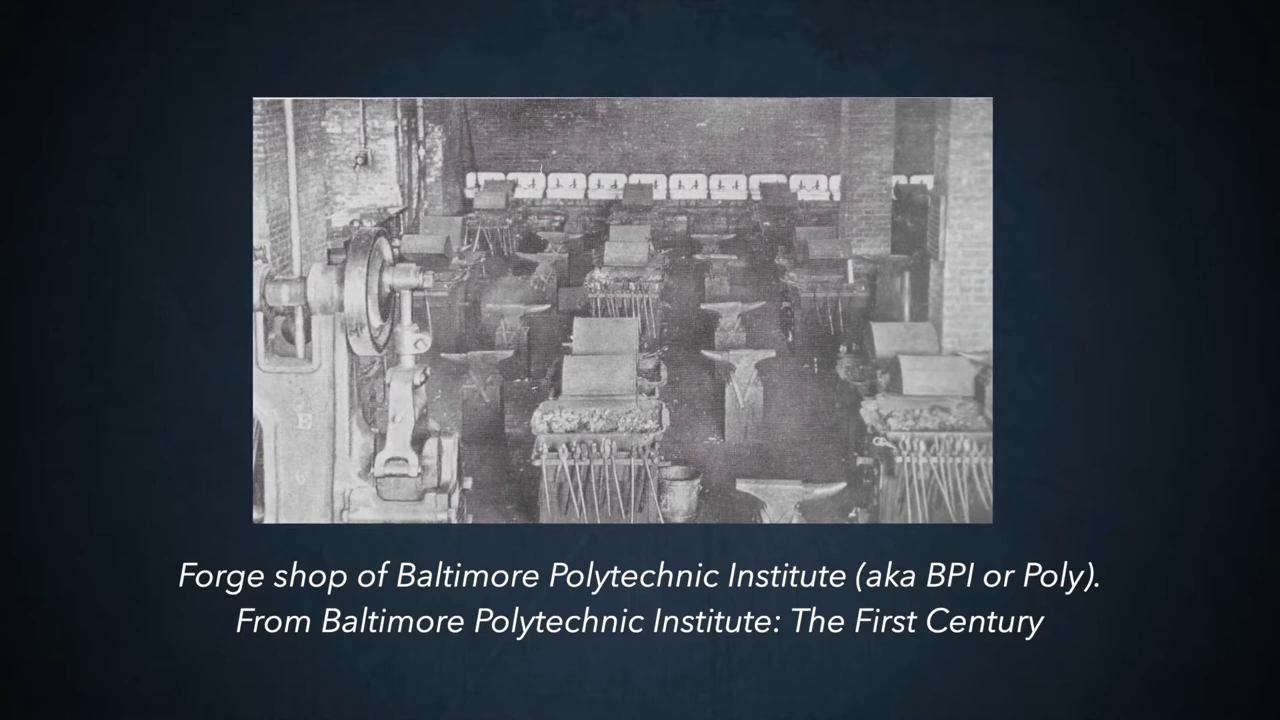 Forge shop of Baltimore Polytechnic Institute (aka BPI or Poly).
From Baltimore Polytechnic Institute: The First Century